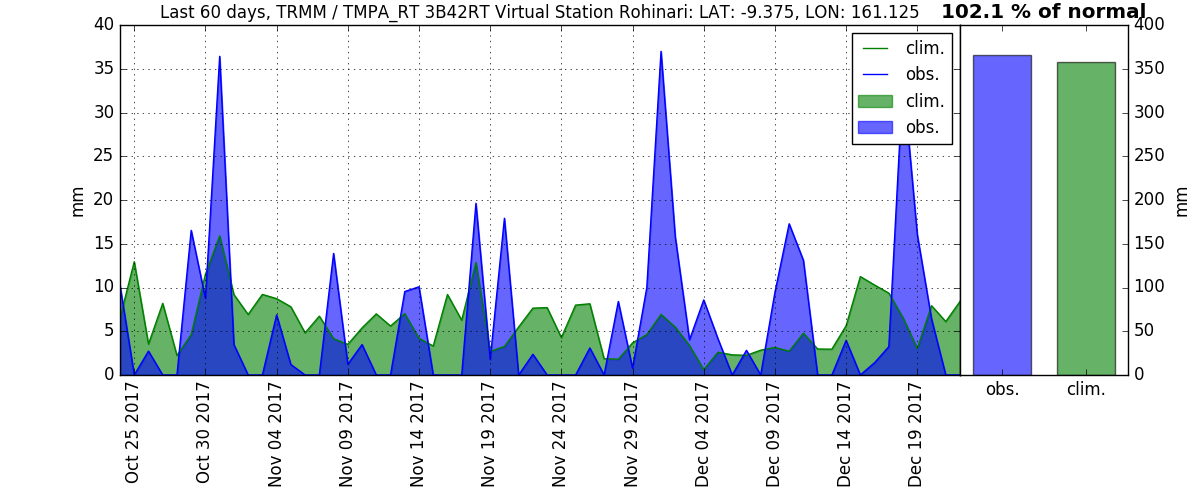 Last 60 days, TRMM / TMPA_RT 3B42RT Virtual Station Rohinari: LAT: -9.375, LON: 161.125
102.1 % of normal
40
35
30
25
20
15
10
5
0
mm
clim.
obs.
clim.
obs.
400
350
300
250
200
150
100
50
0
mm
obs.
clim.
Oct 25 2017
Oct 30 2017
Nov 04 2017
Nov 09 2017
Nov 14 2017
Nov 19 2017
Nov 24 2017
Nov 29 2017
Dec 04 2017
Dec 09 2017
Dec 14 2017
Dec 19 2017